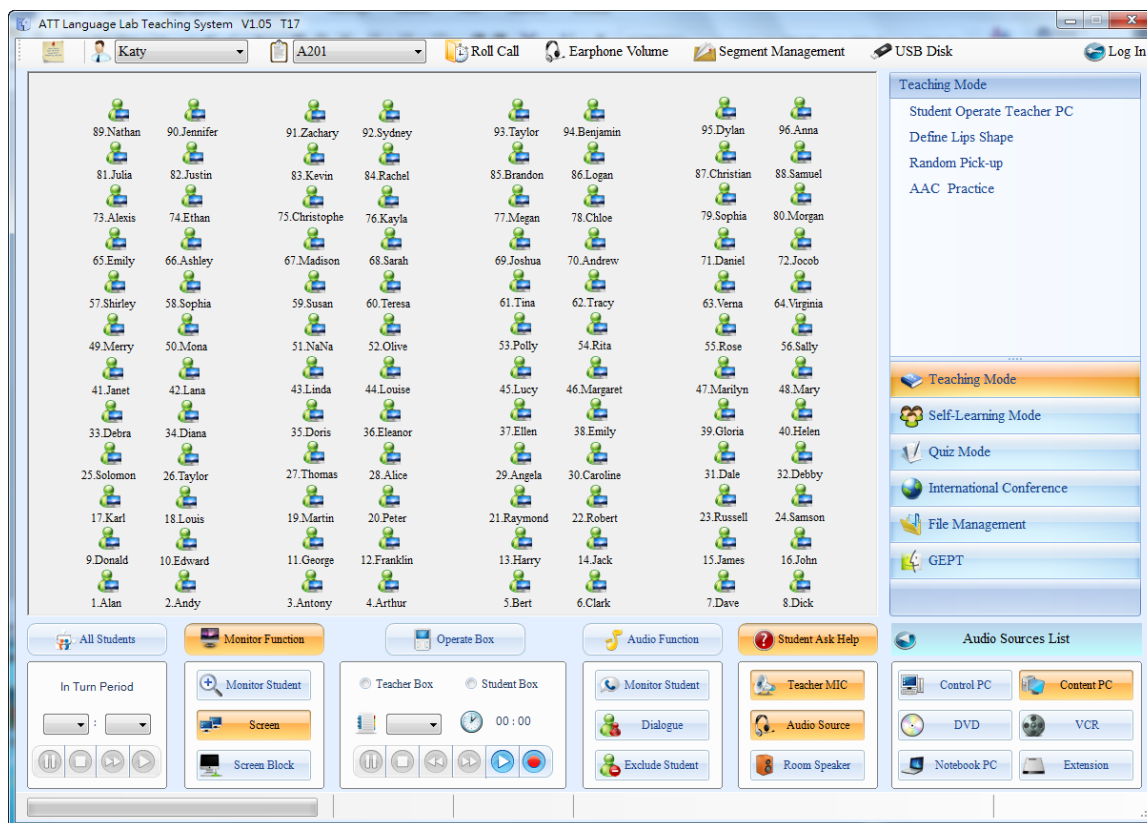 ATT Language Lab Teaching System V1.05 T17
Katy A201 Roll Call Earphone Volume Segment Management USB Disk Log In
89.Nathan 90.Jennifer 91.Zachary 92.Sydney 93.Taylor 94.Benjamin 95.Dylan 96.Anna
81.Julia 82.Justin 83.Kevin 84.Rachel 85.Brandon 86.Logan 87.Christian 88.Samuel
73.Alexis 74.Ethan 75.Christophe 76.Kayla 77.Megan 78.Chloe 79.Sophia 80.Morgan
65.Emily 66.Ashley 67.Madison 68.Sarah 69.Joshua 70.Andrew 71.Daniel 72.Jocob
57.Shirley 58.Sophia 59.Susan 60.Teresa 61.Tina 62.Tracy 63.Verna 64.Virginia
49.Merry 50.Mona 51.NaNa 52.Olive 53.Polly 54.Rita 55.Rose 56.Sally
41.Janet 42.Lana 43.Linda 44.Louise 45.Lucy 46.Margaret 47.Marilyn 48.Mary
33.Debra 34.Diana 35.Doris 36.Eleanor 37.Ellen 38.Emily 39.Gloria 40.Helen
25.Solomon 26.Taylor 27.Thomas 28.Alice 29.Angela 30.Caroline 31.Dale 32.Debby
17.Karl 18.Louis 19.Martin 20.Peter 21.Raymond 22.Robert 23.Russell 24.Samson
9.Donald 10.Edward 11.George 12.Franklin 13.Harry 14.Jack 15.James 16.John
1.Alan 2.Andy 3.Antony 4.Arthur 5.Bert 6.Clark 7.Dave 8.Dick
Teaching Mode
Student Operate Teacher PC
Define Lips Shape
Random Pick-up
AAC Practice
Teaching Mode
Self-Learning Mode
Quiz Mode
International Conference
File Management
GEPT
All Students Monitor Function Operate Box Audio Function Student Ask Help Audio Sources List
In Turn Period
:
Monitor Student
Screen
Screen Block
Teacher Box Student Box
00 : 00
Monitor Student
Dialogue
Exclude Student
Teacher MIC
Audio Source
Room Speaker
Control PC Content PC
DVD VCR
Notebook PC Extension